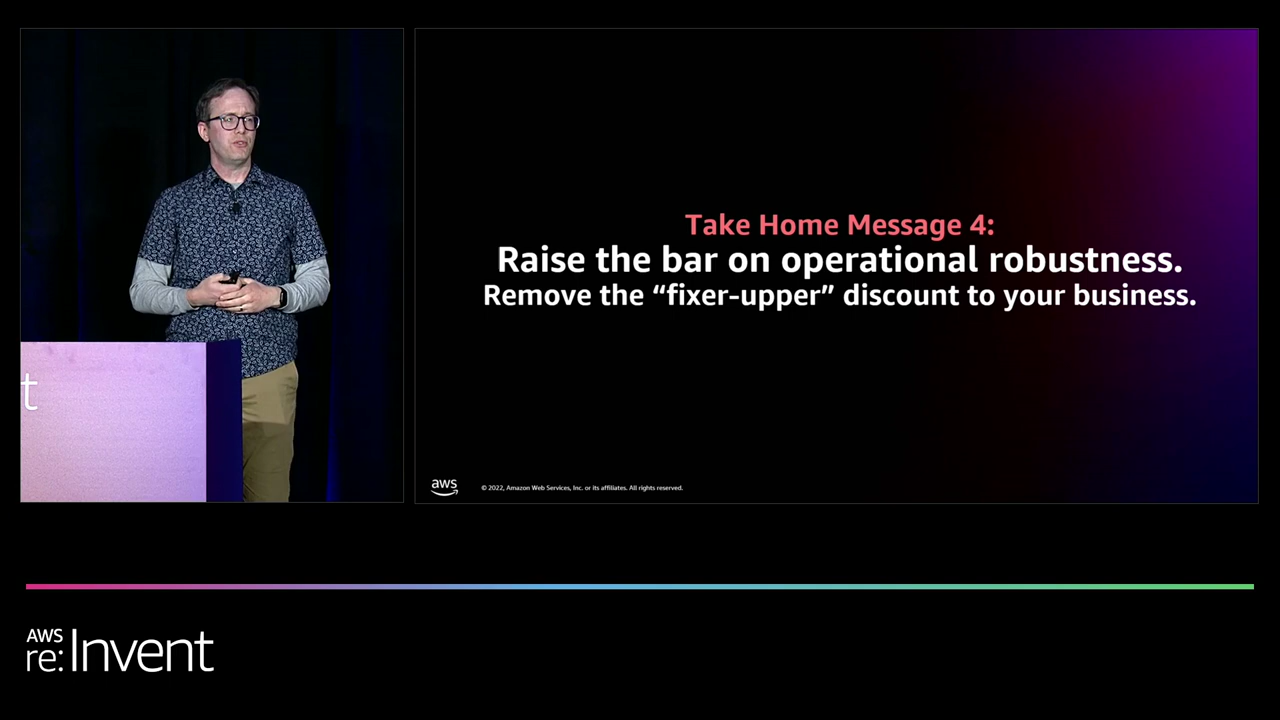 t
Take Home Message 4:
Raise the bar on operational robustness.
Remove the “fixer-upper” discount to your business.
aws
© 2022, Amazon Web Services, Inc. or its affiliates. All rights reserved.
AWS
re:Invent